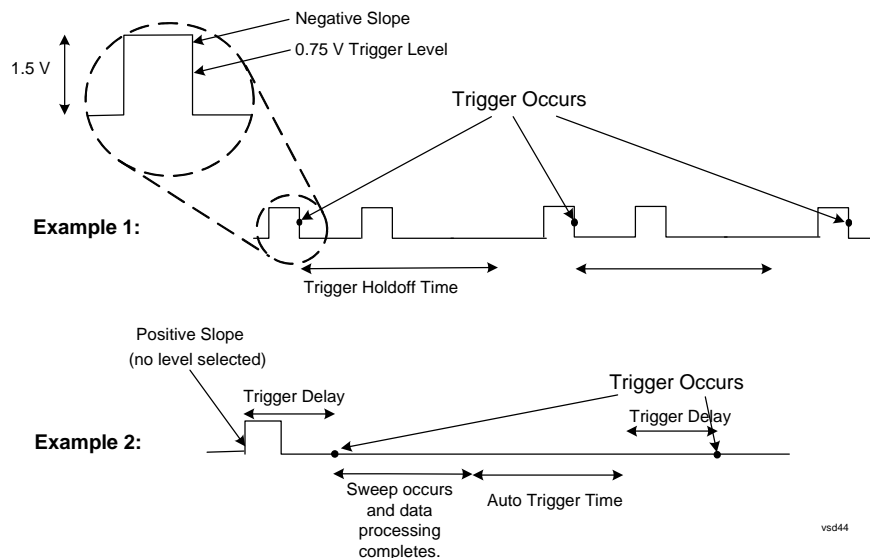 Negative Slope
0.75 V Trigger Level
1.5 V
Trigger Occurs
Example 1:
Trigger Holdoff Time
Positive Slope
(no level selected)
Trigger Delay
Trigger Occurs
Trigger Delay
Example 2:
Sweep occurs
and data
processing
completes.
Auto Trigger Time
vsd44